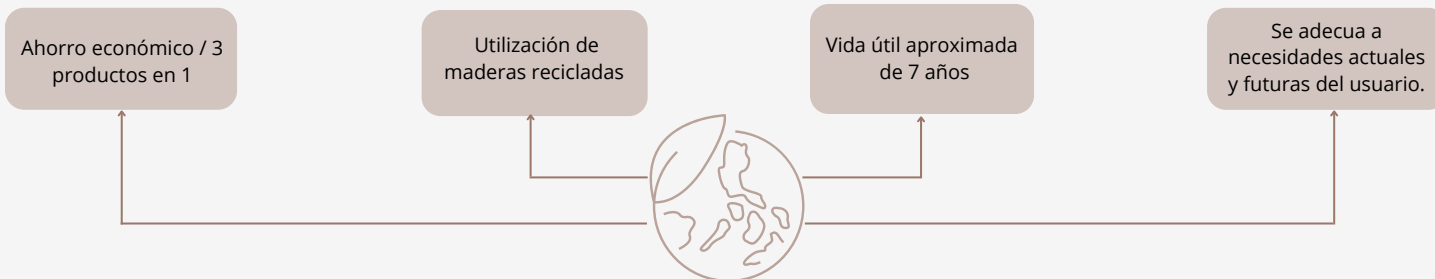 Ahorro económico / 3
productos en 1
Utilización de
maderas recicladas
Vida útil aproximada
de 7 años
Se adecua a
necesidades actuales
y futuras del usuario.